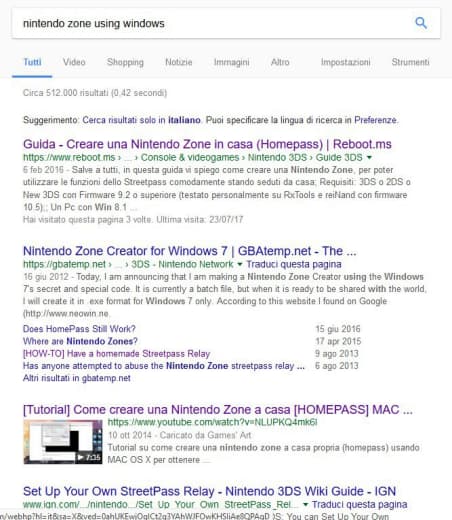 nintendo zone using windows
Tutti Video Shopping Notizie Immagini Altro Impostazioni Strumenti
Circa 512.000 risultati (0,42 secondi)
Suggerimento: Cerca risultati solo in italiano. Puoi specificare la lingua di ricerca in Preferenze.
Guida - Creare una Nintendo Zone in casa (Homepass) | Reboot.ms
https://www.reboot.ms › ... › Console & videogames › Nintendo 3DS › Guide 3DS
6 feb 2016 - Salve a tutti, in questa guida vi spiego come creare una Nintendo Zone, per poter
utilizzare le funzioni dello Streetpass comodamente stando seduti da casa; Requisiti: 3DS o 2DS o
New 3DS con Firmware 9.2 o superiore (testato personalmente su RxTools e reiNand con firmware
10.5);: Un Pc con Win 8.1 ...
Hai visitato questa pagina 3 volte. Ultima visita: 23/07/17
Nintendo Zone Creator for Windows 7 | GBAtemp.net - The ...
https://gbatemp.net › ... › 3DS - Nintendo Network Traduci questa pagina
16 giu 2012 - Today, I am announcing that I am making a Nintendo Zone Creator using the Windows
7's secret and special code. It is currently a batch file, but when it is ready to be shared with the world,
I will create it in .exe format for Windows 7 only. According to this website I found on Google
(http://www.neowin.ne.
Does HomePass Still Work? 15 giu 2016
Where are Nintendo Zones? 17 apr 2015
[HOW-TO] Have a homemade Streetpass Relay 9 ago 2013
Has anyone attempted to abuse the Nintendo Zone streetpass relay ... 6 ago 2013
Altri risultati in gbatemp.net
[Tutorial] Come creare una Nintendo Zone a casa [HOMEPASS] MAC ...
https://www.youtube.com/watch?v=NLUPKQ4mk6I
10 ott 2014 - Caricato da Games' Art
Tutorial su come creare una nintendo zone a casa propria (homepass) usando
MAC OS X per ottenere ...
7:35
Set Up Your Own StreetPass Relay - Nintendo 3DS Wiki Guide - IGN
www.ign.com/.../nintendo.../Set_Up_Your_Own_StreetPass_Rel... Traduci questa pagina
S: You can Set Up Your Own